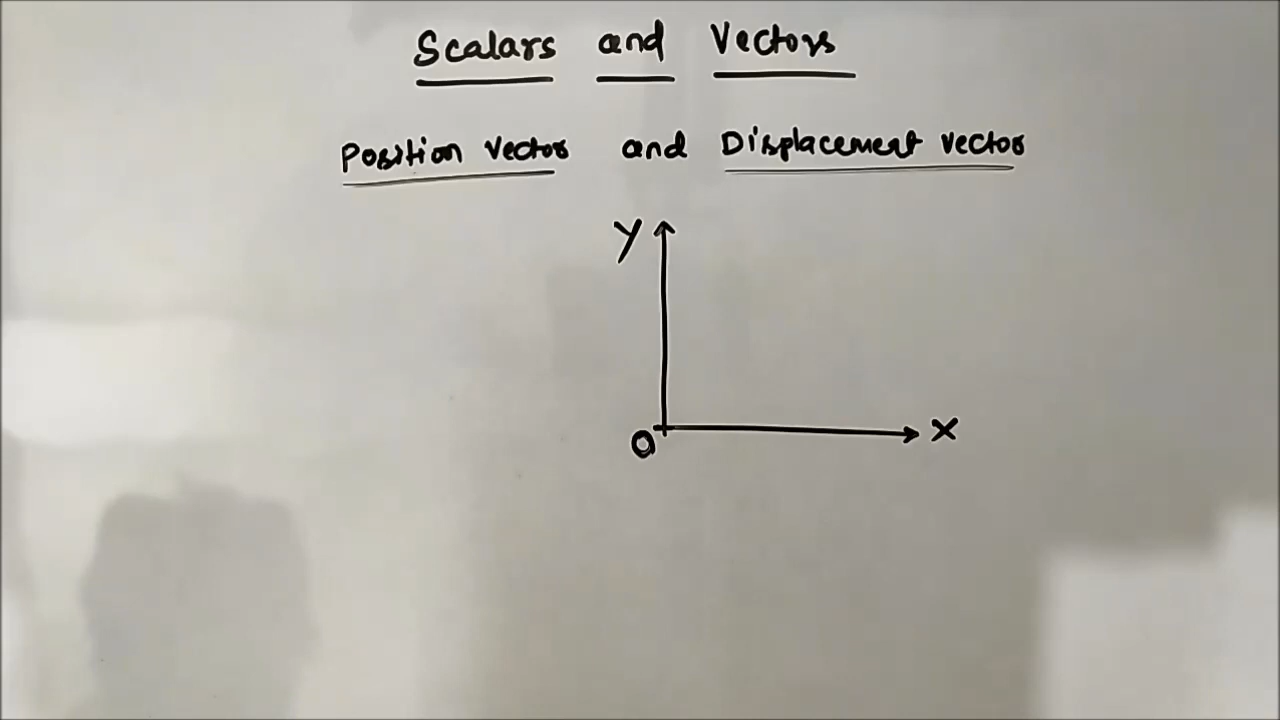 Scalars and Vectors
Position vector and Displacement vector
Y
O
X